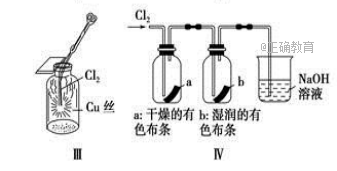 Cl₂
@正确教育
Cl₂
Cu 丝
a
b
NaOH
溶液
a: 干燥的有
色布条
b: 湿润的有
色布条
Ⅲ
Ⅳ